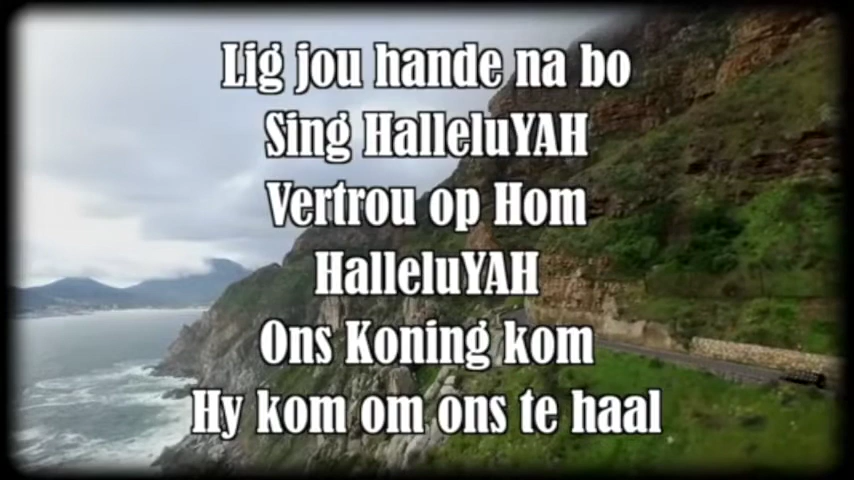 Lig jou hande na bo
Sing HalleluYAH
Vertrou op Hom
HalleluYAH
Ons Koning kom
Hy kom om ons te haal